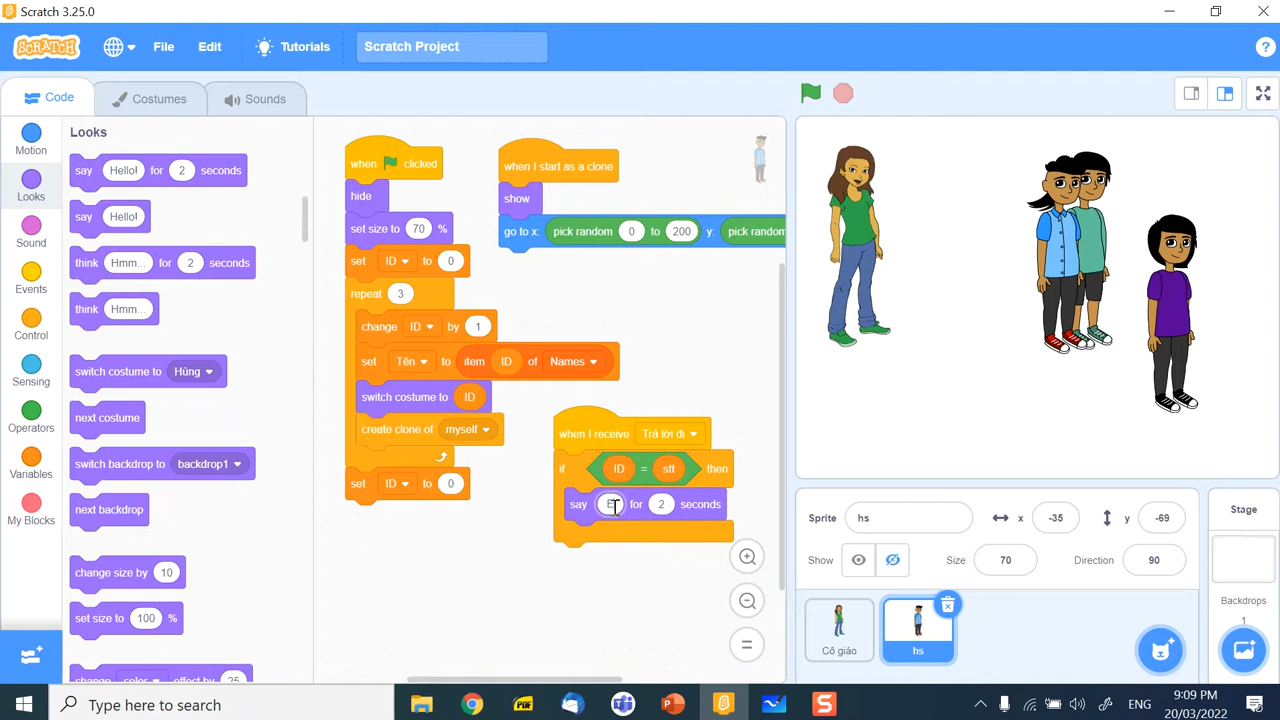 Scratch 3.25.0
SCRATCH File Edit Tutorials Scratch Project
Code Costumes Sounds
Motion
Looks
Sound
Events
Control
Sensing
Operators
Variables
My Blocks
Looks
say Hello! for 2 seconds
say Hello!
think Hmm... for 2 seconds
think Hmm...
switch costume to Hùng
next costume
switch backdrop to backdrop1
next backdrop
change size by 10
set size to 100 %
change color effect by 25
when clicked
hide
set size to 70 %
set ID to 0
repeat 3
change ID by 1
set Tên to item ID of Names
switch costume to ID
create clone of myself
set ID to 0
when I start as a clone
show
go to x: pick random 0 to 200 y: pick random
when I receive Trả lời đi
if ID = stt then
say E for 2 seconds
Sprite hs x -35 y -69
Show Size 70 Direction 90
Cô giáo
hs
Stage
Backdrops
1
Type here to search
PDF
S
ENG
9:09 PM
20/03/2022